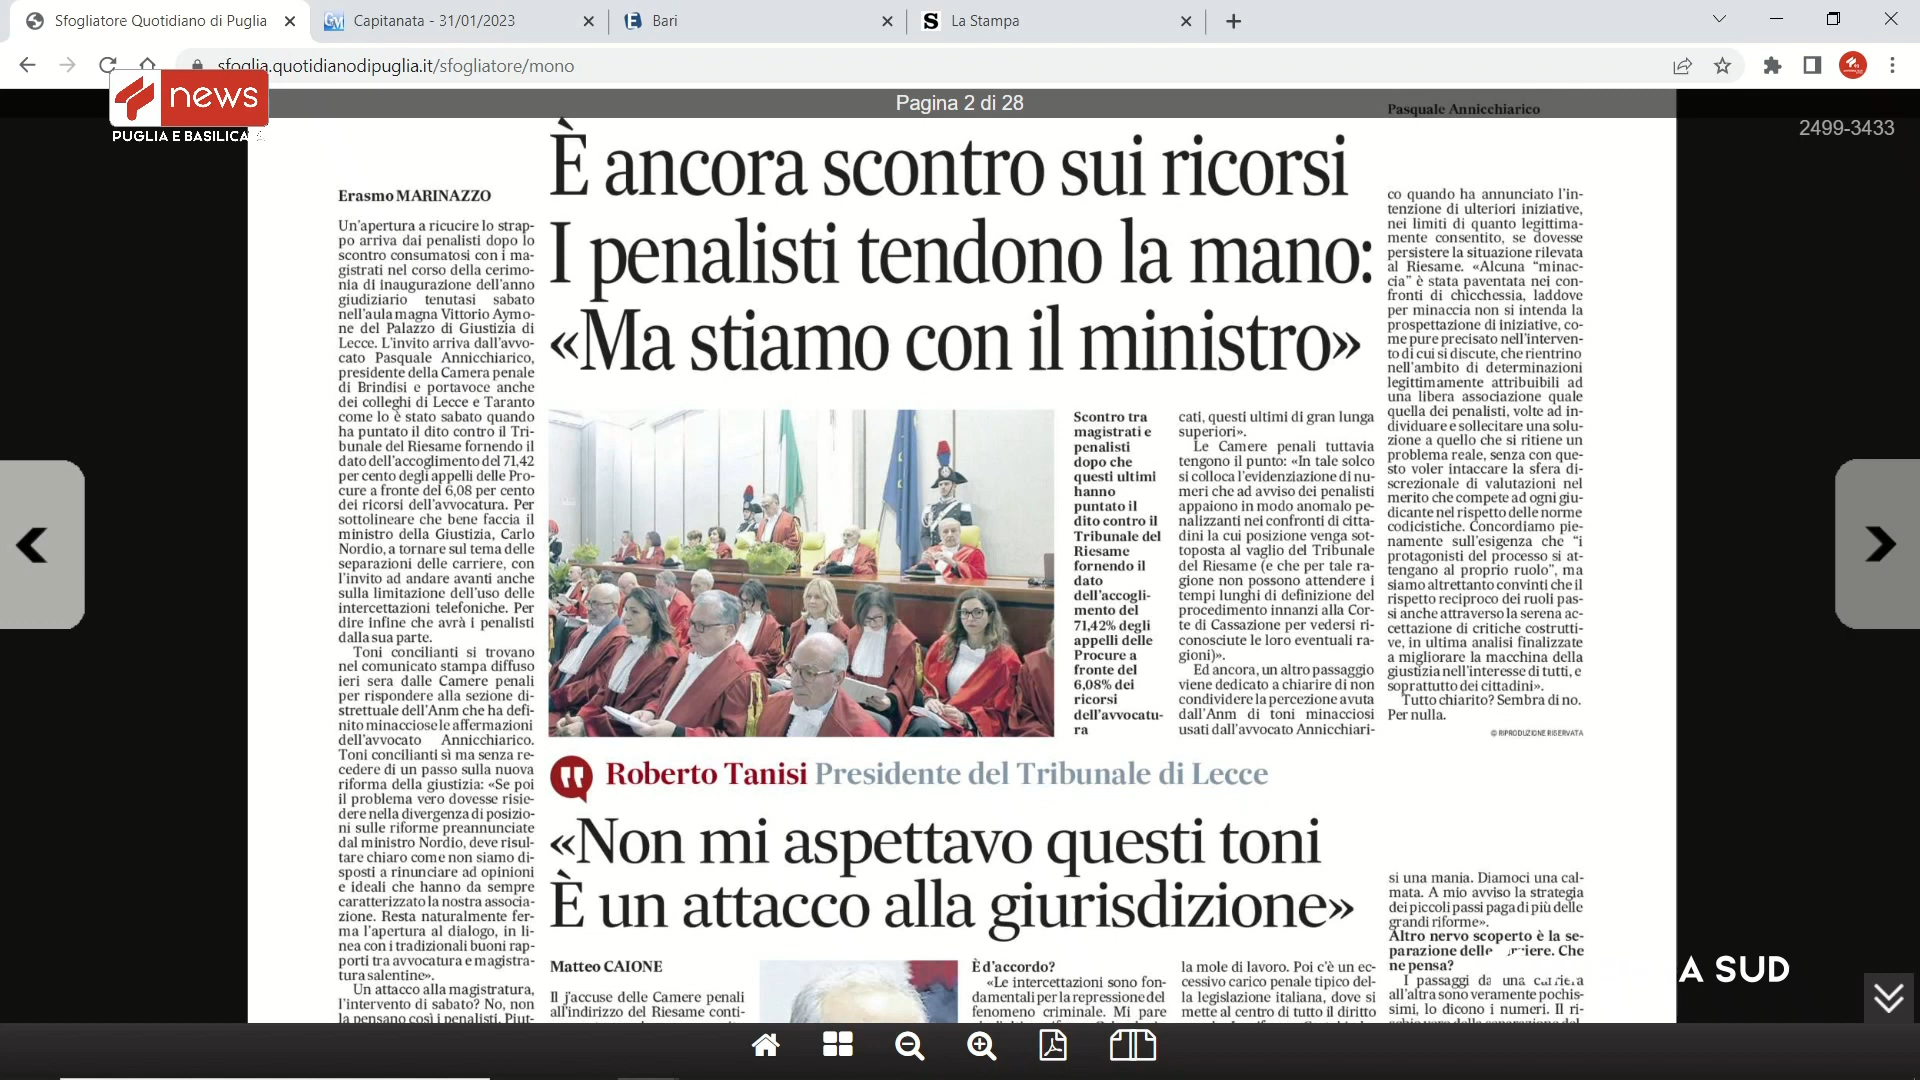 Sfogliatore Quotidiano di Puglia
Capitanata - 31/01/2023
Bari
La Stampa
sfoglia.quotidianodipuglia.it/sfogliatore/mono
news
PUGLIA E BASILICATA
Pagina 2 di 28
2499-3433
Pasquale Annicchiarico
È ancora scontro sui ricorsi
I penalisti tendono la mano:
«Ma stiamo con il ministro»
Erasmo MARINAZZO
Un'apertura a ricucire lo strap-
po arriva dai penalisti dopo lo
scontro consumatosi con i ma-
gistrati nel corso della cerimo-
nia di inaugurazione dell'anno
giudiziario tenutasi sabato
nell'aula magna Vittorio Aymo-
ne del Palazzo di Giustizia di
Lecce. L'invito arriva dall'avvo-
cato Pasquale Annicchiarico,
presidente della Camera penale
di Brindisi e portavoce anche
dei colleghi di Lecce e Taranto
come lo è stato sabato quando
ha puntato il dito contro il Tri-
bunale del Riesame fornendo il
dato dell'accoglimento del 71,42
per cento degli appelli delle Pro-
cure a fronte del 6,08 per cento
dei ricorsi dell'avvocatura. Per
sottolineare che bene faccia il
ministro della Giustizia, Carlo
Nordio, a tornare sul tema delle
separazioni delle carriere, con
l'invito ad andare avanti anche
sulla limitazione dell'uso delle
intercettazioni telefoniche. Per
dire infine che avrà i penalisti
dalla sua parte.
Toni concilianti si trovano
nel comunicato stampa diffuso
ieri sera dalle Camere penali
per rispondere alla sezione di-
strettuale dell'Anm che ha defi-
nito minacciose le affermazioni
dell'avvocato Annicchiarico.
Toni concilianti sì ma senza re-
cedere di un passo sulla nuova
riforma della giustizia: «Se poi
il problema vero dovesse risie-
dere nella divergenza di posizio-
ni sulle riforme preannunciate
dal ministro Nordio, deve risul-
tare chiaro come non siamo di-
sposti a rinunciare ad opinioni
e ideali che hanno da sempre
caratterizzato la nostra associa-
zione. Resta naturalmente fer-
ma l'apertura al dialogo, in li-
nea con i tradizionali buoni rap-
porti tra avvocatura e magistra-
tura salentine».
Un attacco alla magistratura,
l'intervento di sabato? No, non
la pensano così i penalisti. Piut-
Scontro tra
magistrati e
penalisti
dopo che
questi ultimi
hanno
puntato il
dito contro il
Tribunale del
Riesame
fornendo il
dato
dell'accogli-
mento del
71,42% degli
appelli delle
Procure a
fronte del
6,08% dei
ricorsi
dell'avvocatu-
ra
cati, questi ultimi di gran lunga
superiori».
Le Camere penali tuttavia
tengono il punto: «In tale solco
si colloca l'evidenziazione di nu-
meri che ad avviso dei penalisti
appaiono in modo anomalo pe-
nalizzanti nei confronti di citta-
dini la cui posizione venga sot-
toposta al vaglio del Tribunale
del Riesame (e che per tale ra-
gione non possono attendere i
tempi lunghi di definizione del
procedimento innanzi alla Cor-
te di Cassazione per vedersi ri-
conosciute le loro eventuali ra-
gioni)».
Ed ancora, un altro passaggio
viene dedicato a chiarire di non
condividere la percezione avuta
dall'Anm di toni minacciosi
usati dall'avvocato Annicchiari-
co quando ha annunciato l'in-
tenzione di ulteriori iniziative,
nei limiti di quanto legittima-
mente consentito, se dovesse
persistere la situazione rilevata
al Riesame. «Alcuna “minac-
cia” è stata paventata nei con-
fronti di chicchessia, laddove
per minaccia non si intenda la
prospettazione di iniziative, co-
me pure precisato nell'interven-
to di cui si discute, che rientrino
nell'ambito di determinazioni
legittimamente attribuibili ad
una libera associazione quale
quella dei penalisti, volte ad in-
dividuare e sollecitare una solu-
zione a quello che si ritiene un
problema reale, senza con que-
sto voler intaccare la sfera di-
screzionale di valutazioni nel
merito che compete ad ogni giu-
dicante nel rispetto delle norme
codicistiche. Concordiamo pie-
namente sull'esigenza che “i
protagonisti del processo si at-
tengano al proprio ruolo”, ma
siamo altrettanto convinti che il
rispetto reciproco dei ruoli pas-
si anche attraverso la serena ac-
cettazione di critiche costrutti-
ve, in ultima analisi finalizzate
a migliorare la macchina della
giustizia nell'interesse di tutti, e
soprattutto dei cittadini».
Tutto chiarito? Sembra di no.
Per nulla.
© RIPRODUZIONE RISERVATA
Roberto Tanisi Presidente del Tribunale di Lecce
«Non mi aspettavo questi toni
È un attacco alla giurisdizione»
Matteo CAIONE
Il j'accuse delle Camere penali
all'indirizzo del Riesame conti-
È d'accordo?
«Le intercettazioni sono fon-
damentali per la repressione del
fenomeno criminale. Mi pare
la mole di lavoro. Poi c'è un ec-
cessivo carico penale tipico del-
la legislazione italiana, dove si
mette al centro di tutto il diritto
si una mania. Diamoci una cal-
mata. A mio avviso la strategia
dei piccoli passi paga di più delle
grandi riforme».
Altro nervo scoperto è la se-
parazione delle carriere. Che
ne pensa?
I passaggi da una carriera
all'altra sono veramente pochis-
simi, lo dicono i numeri. Il ri-
A SUD